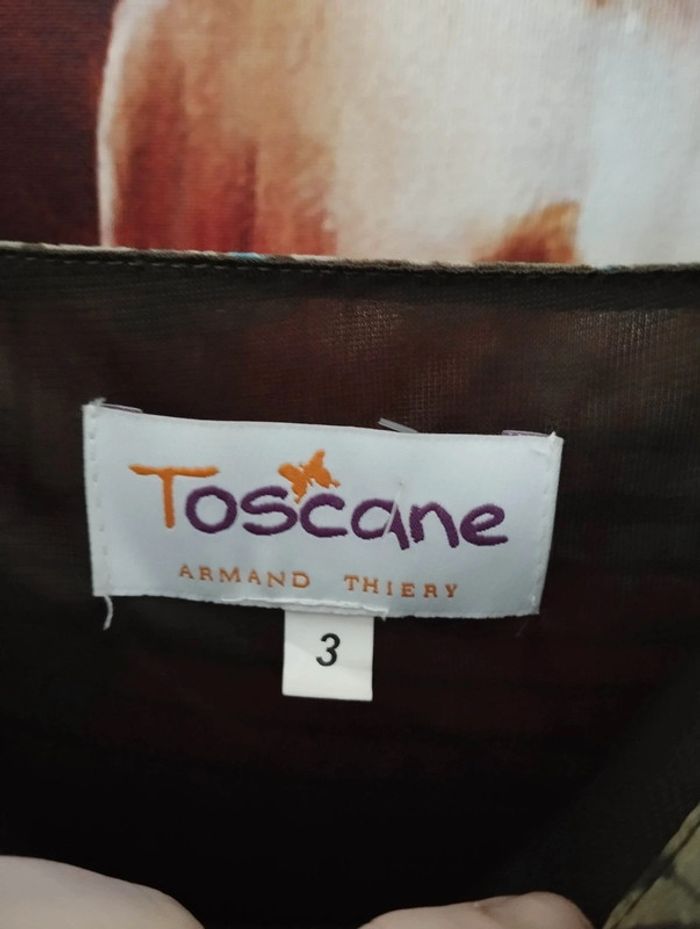 Toscane
ARMAND THIERY
3